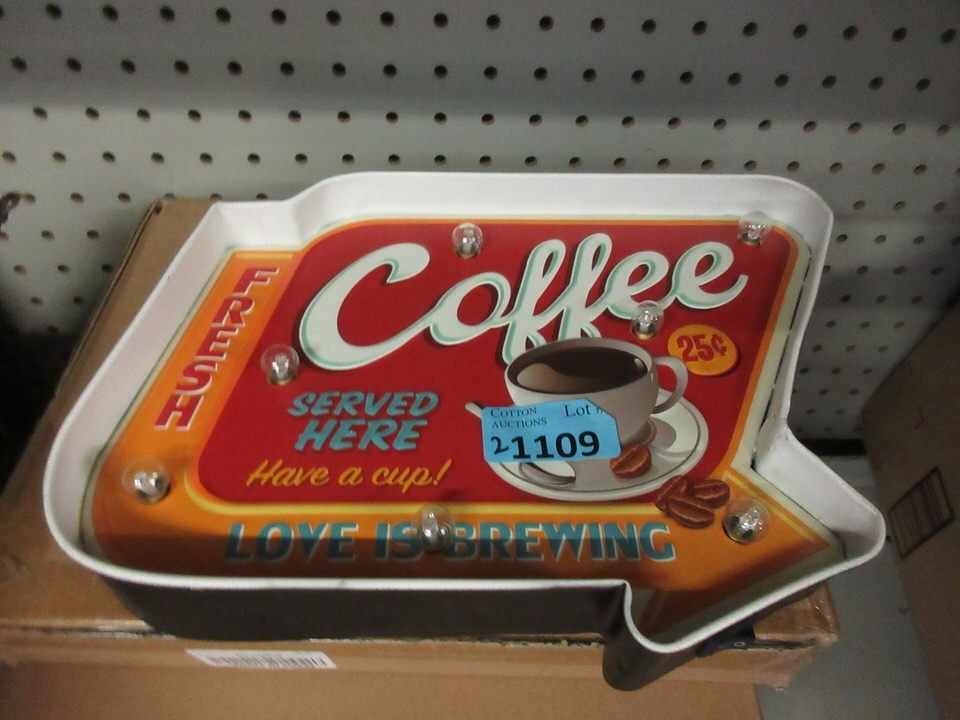 FRESH
Coffee
25¢
SERVED
HERE
Have a cup!
LOVE IS BREWING
COTTON
AUCTIONS
Lot #
21109